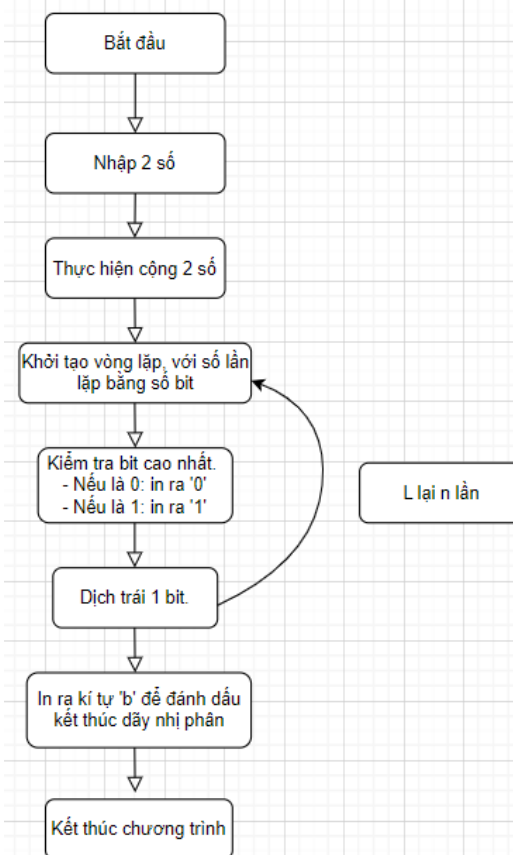 Bắt đầu
Nhập 2 số
Thực hiện cộng 2 số
Khởi tạo vòng lặp, với số lần
lặp bằng số bit
Kiểm tra bit cao nhất.
- Nếu là 0: in ra '0'
- Nếu là 1: in ra '1'
L lại n lần
Dịch trái 1 bit.
In ra kí tự 'b' để đánh dấu
kết thúc dãy nhị phân
Kết thúc chương trình